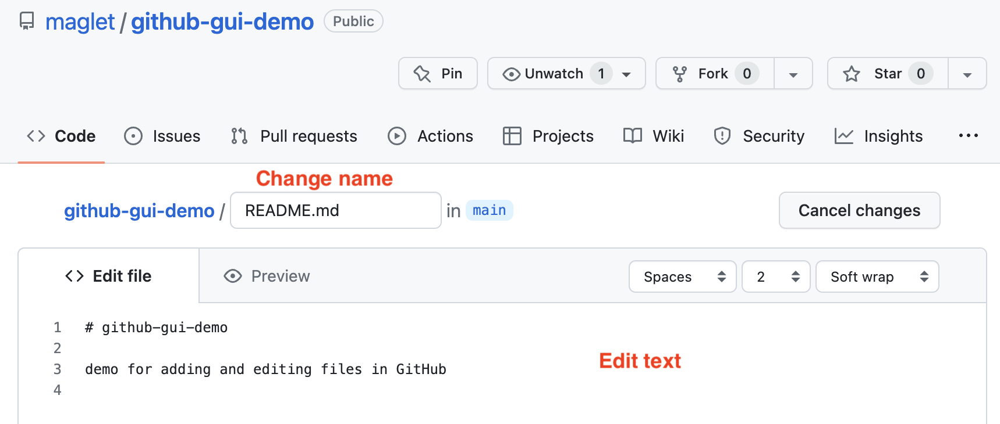 maglet / github-gui-demo Public
Pin Unwatch 1 Fork 0 Star 0
Code Issues Pull requests Actions Projects Wiki Security Insights ...
Change name
github-gui-demo / README.md in main Cancel changes
<> Edit file Preview Spaces 2 Soft wrap
1 # github-gui-demo
2
3 demo for adding and editing files in GitHub
Edit text
4